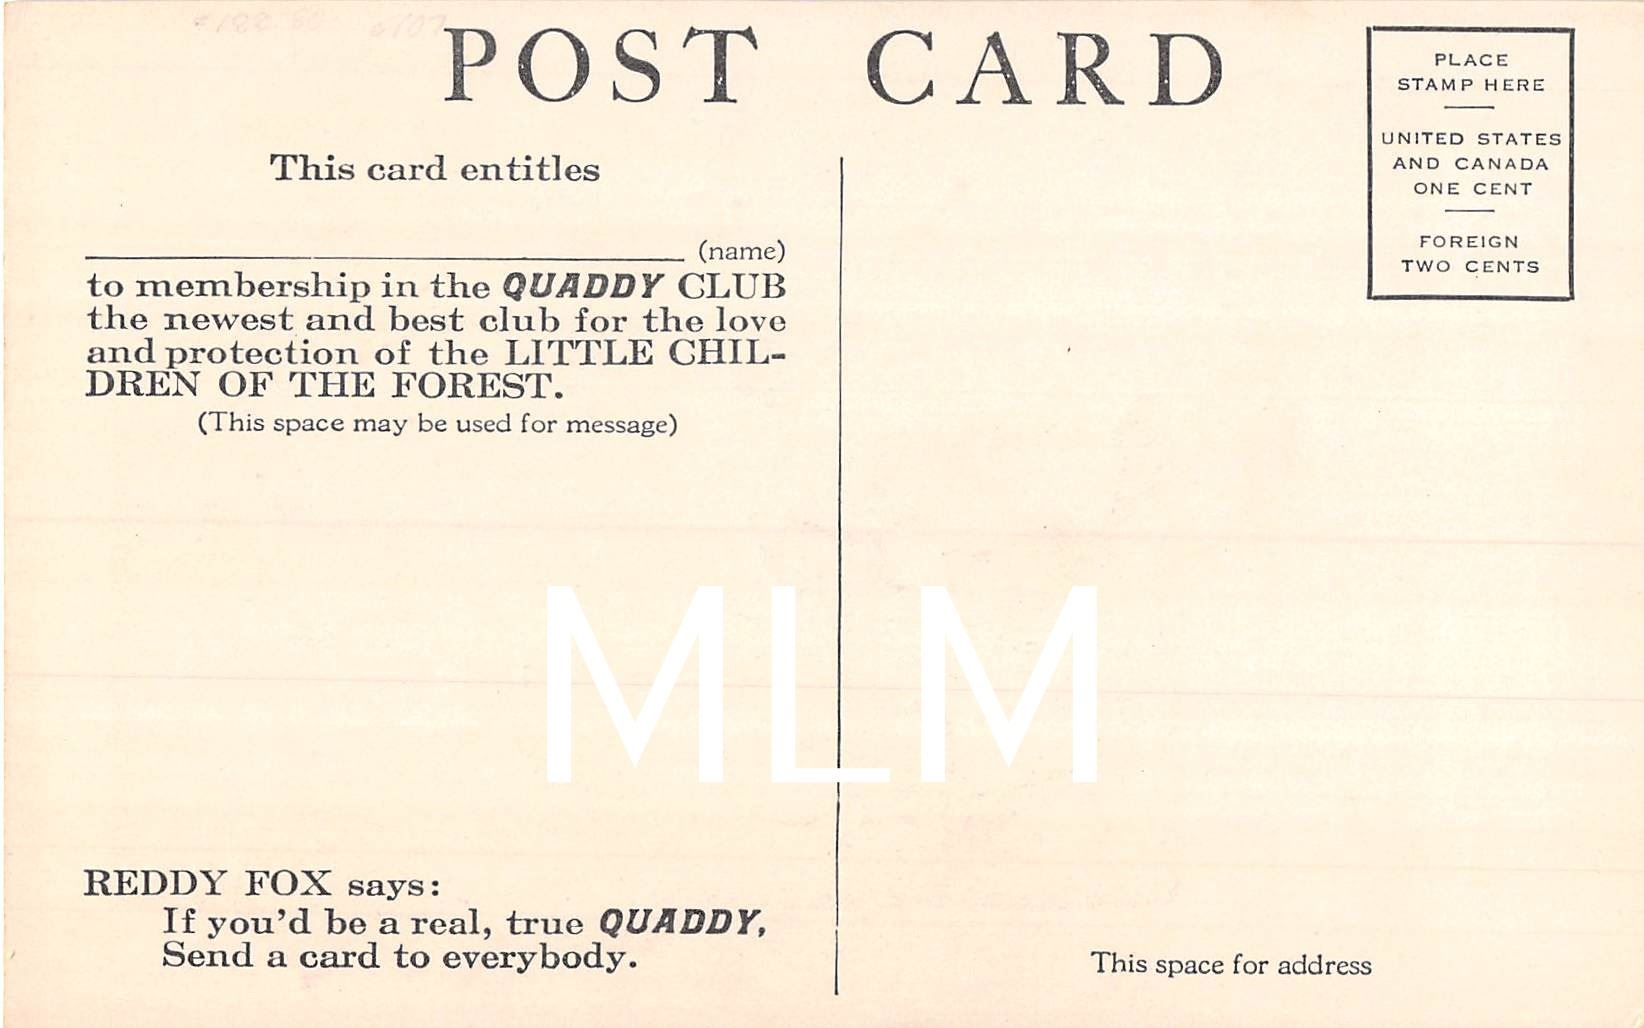 POST CARD
PLACE
STAMP HERE
UNITED STATES
AND CANADA
ONE CENT
FOREIGN
TWO CENTS
This card entitles
(name)
to membership in the QUADDY CLUB
the newest and best club for the love
and protection of the LITTLE CHIL-
DREN OF THE FOREST.
(This space may be used for message)
MLM
REDDY FOX says:
If you'd be a real, true QUADDY,
Send a card to everybody.
This space for address